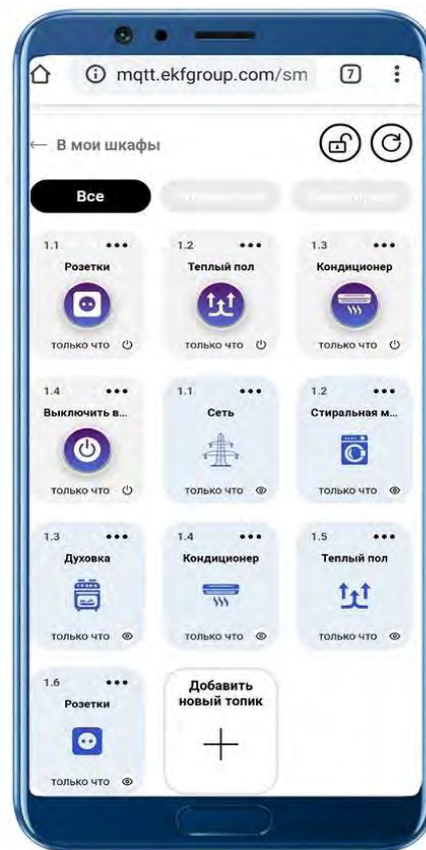 mqtt.ekfgroup.com/sm 7
← В мои шкафы
Все
1.1 •••
Розетки
только что
1.2 •••
Теплый пол
только что
1.3 •••
Кондиционер
только что
1.4 •••
Выключить в...
только что
1.1 •••
Сеть
только что
1.2 •••
Стиральная м...
только что
1.3 •••
Духовка
только что
1.4 •••
Кондиционер
только что
1.5 •••
Теплый пол
только что
1.6 •••
Розетки
только что
Добавить
новый топик